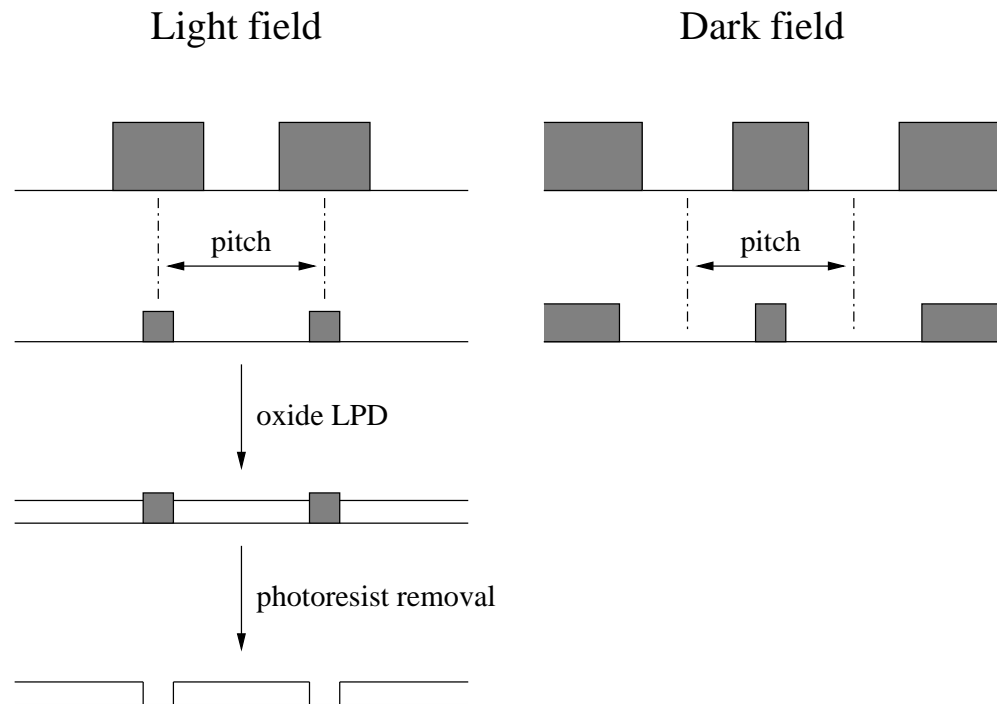 Light field
Dark field
pitch
pitch
oxide LPD
photoresist removal